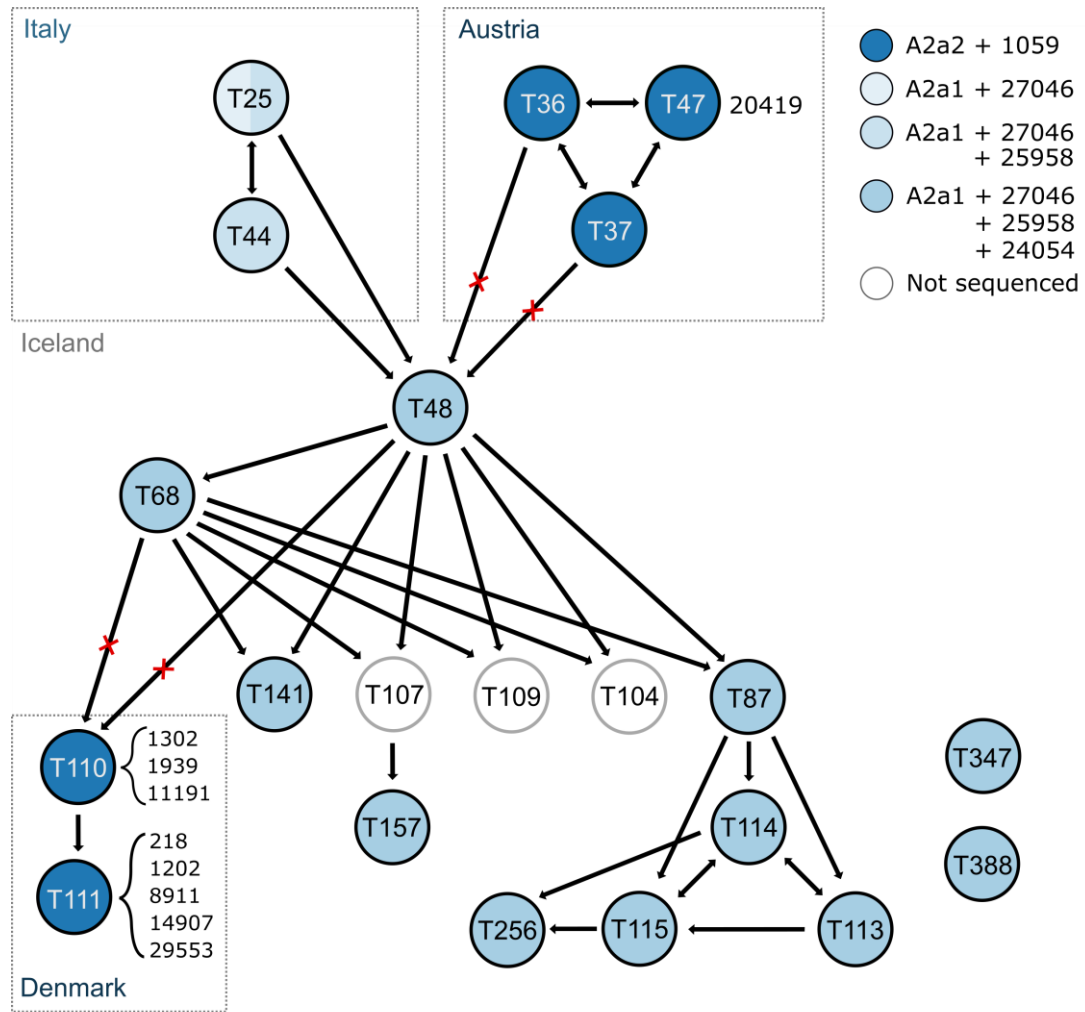 Italy
Austria
A2a2 + 1059
A2a1 + 27046
A2a1 + 27046
+ 25958
A2a1 + 27046
+ 25958
+ 24054
Not sequenced
T25
T36
T47
20419
T44
T37
Iceland
T48
T68
T141
T107
T109
T104
T87
T110
1302
1939
11191
T347
T157
T114
T388
T111
218
1202
8911
14907
29553
T256
T115
T113
Denmark